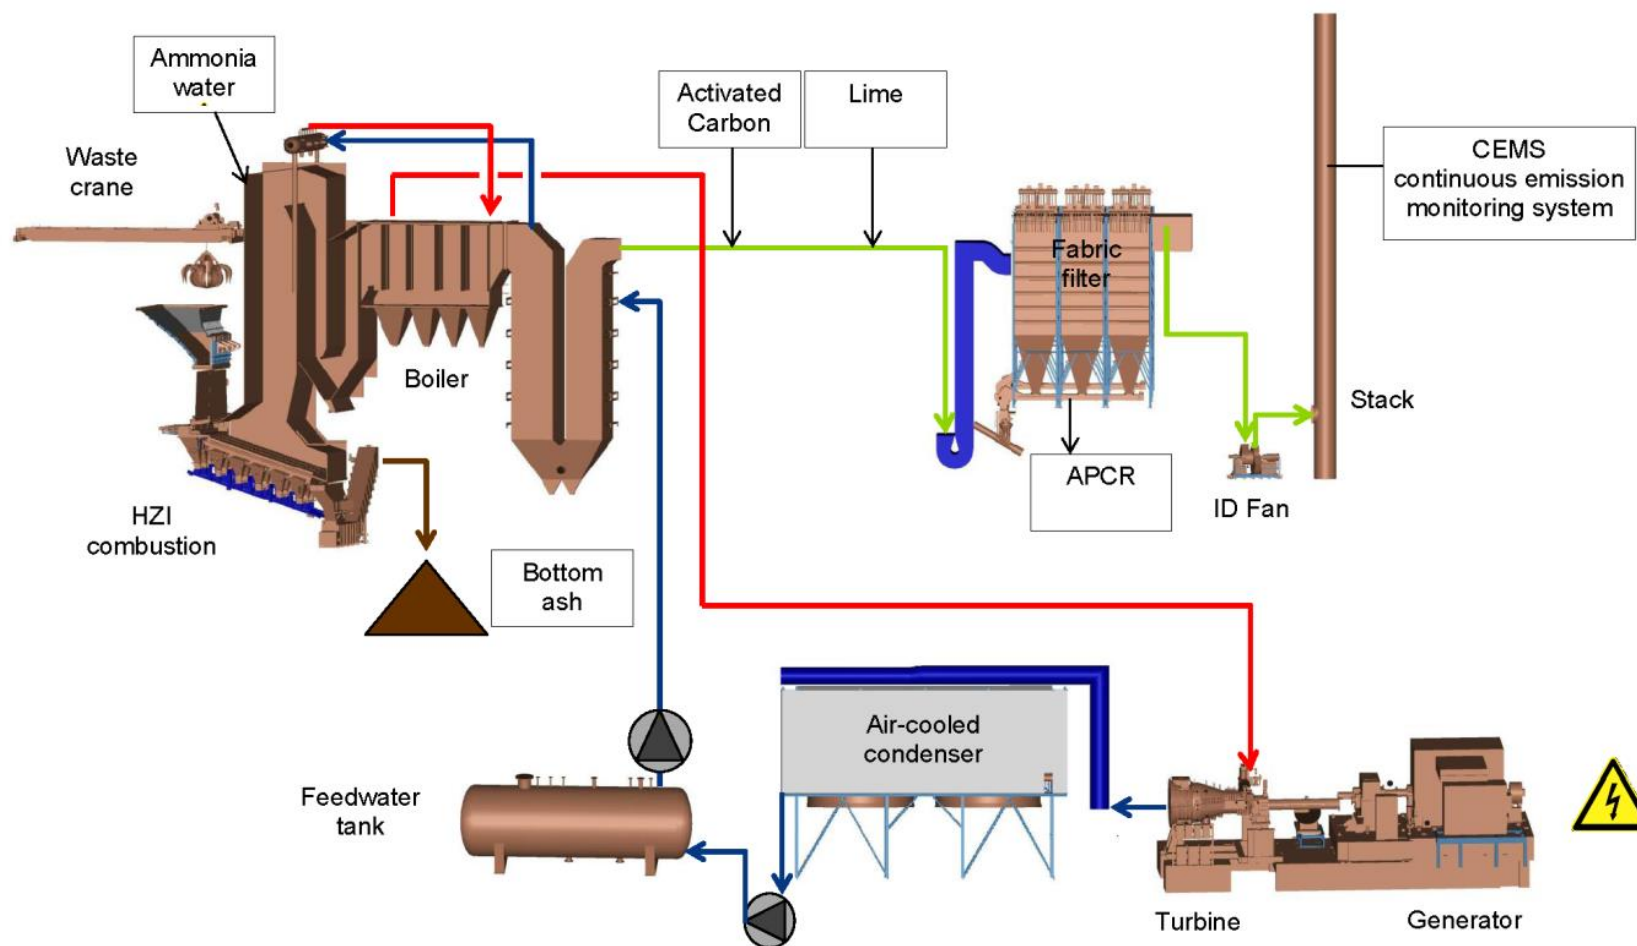 Ammonia
water
Activated
Carbon
Lime
CEMS
continuous emission
monitoring system
Waste
crane
Fabric
filter
Boiler
Stack
APCR
ID Fan
HZI
combustion
Bottom
ash
Air-cooled
condenser
Feedwater
tank
Turbine
Generator